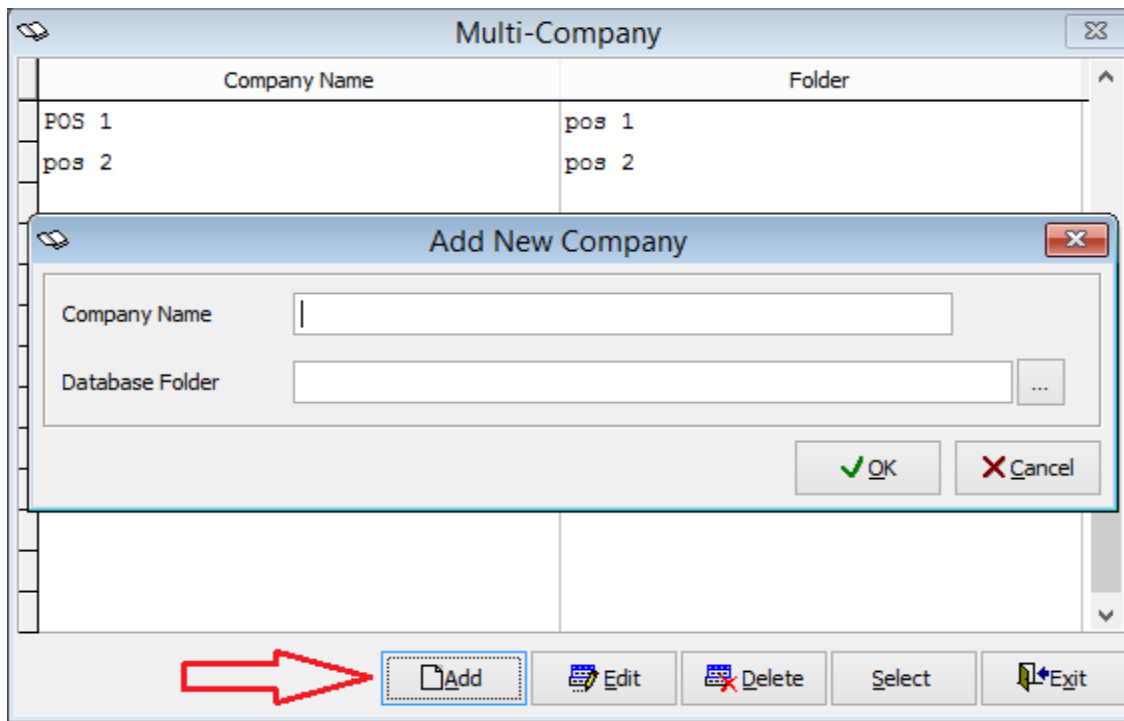 Multi-Company
Company Name Folder
POS 1 pos 1
pos 2 pos 2
Add New Company
Company Name
Database Folder ...
OK Cancel
Add Edit Delete Select Exit